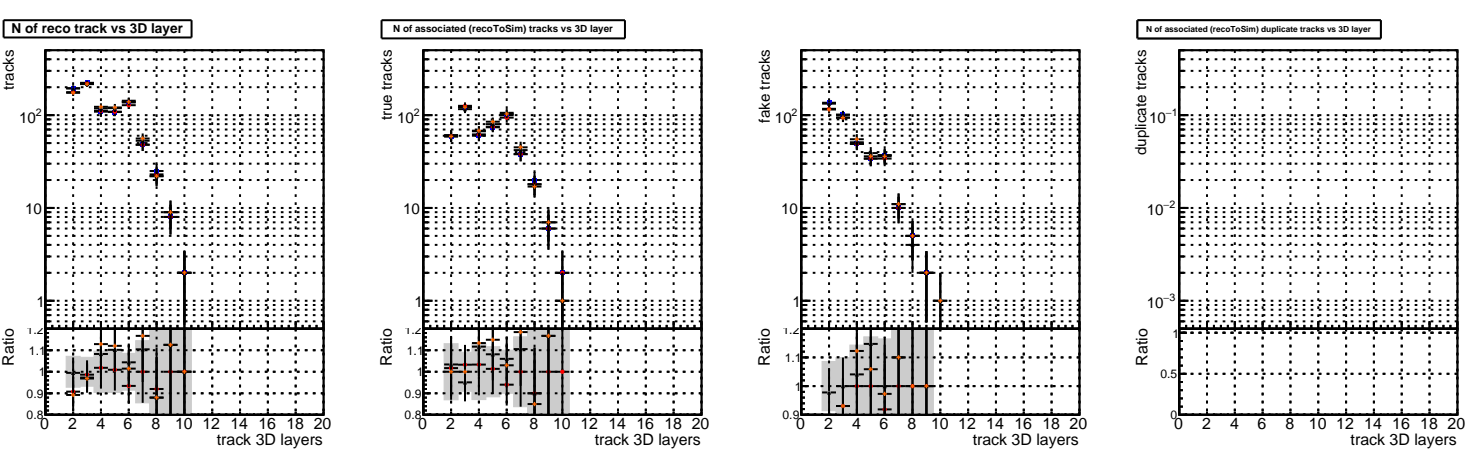 N of reco track vs 3D layer
tracks
10²
10
1
Ratio
1.2
1.1
1
0.9
0.8
0 2 4 6 8 10 12 14 16 18 20
track 3D layers
N of associated (recoToSim) tracks vs 3D layer
true tracks
10²
10
1
Ratio
1.2
1.1
1
0.9
0.8
0 2 4 6 8 10 12 14 16 18 20
track 3D layers
fake tracks
10²
10
1
Ratio
1.2
1.1
1
0.9
0 2 4 6 8 10 12 14 16 18 20
track 3D layers
N of associated (recoToSim) duplicate tracks vs 3D layer
duplicate tracks
10⁻¹
10⁻²
10⁻³
Ratio
1
0.5
0
0 2 4 6 8 10 12 14 16 18 20
track 3D layers